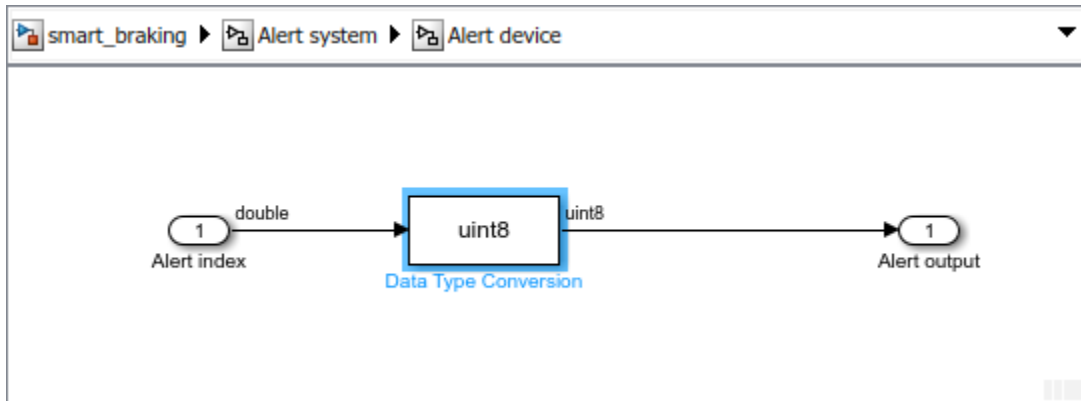 smart_braking Alert system Alert device
double
uint8
uint8
1
1
Alert index
Alert output
Data Type Conversion